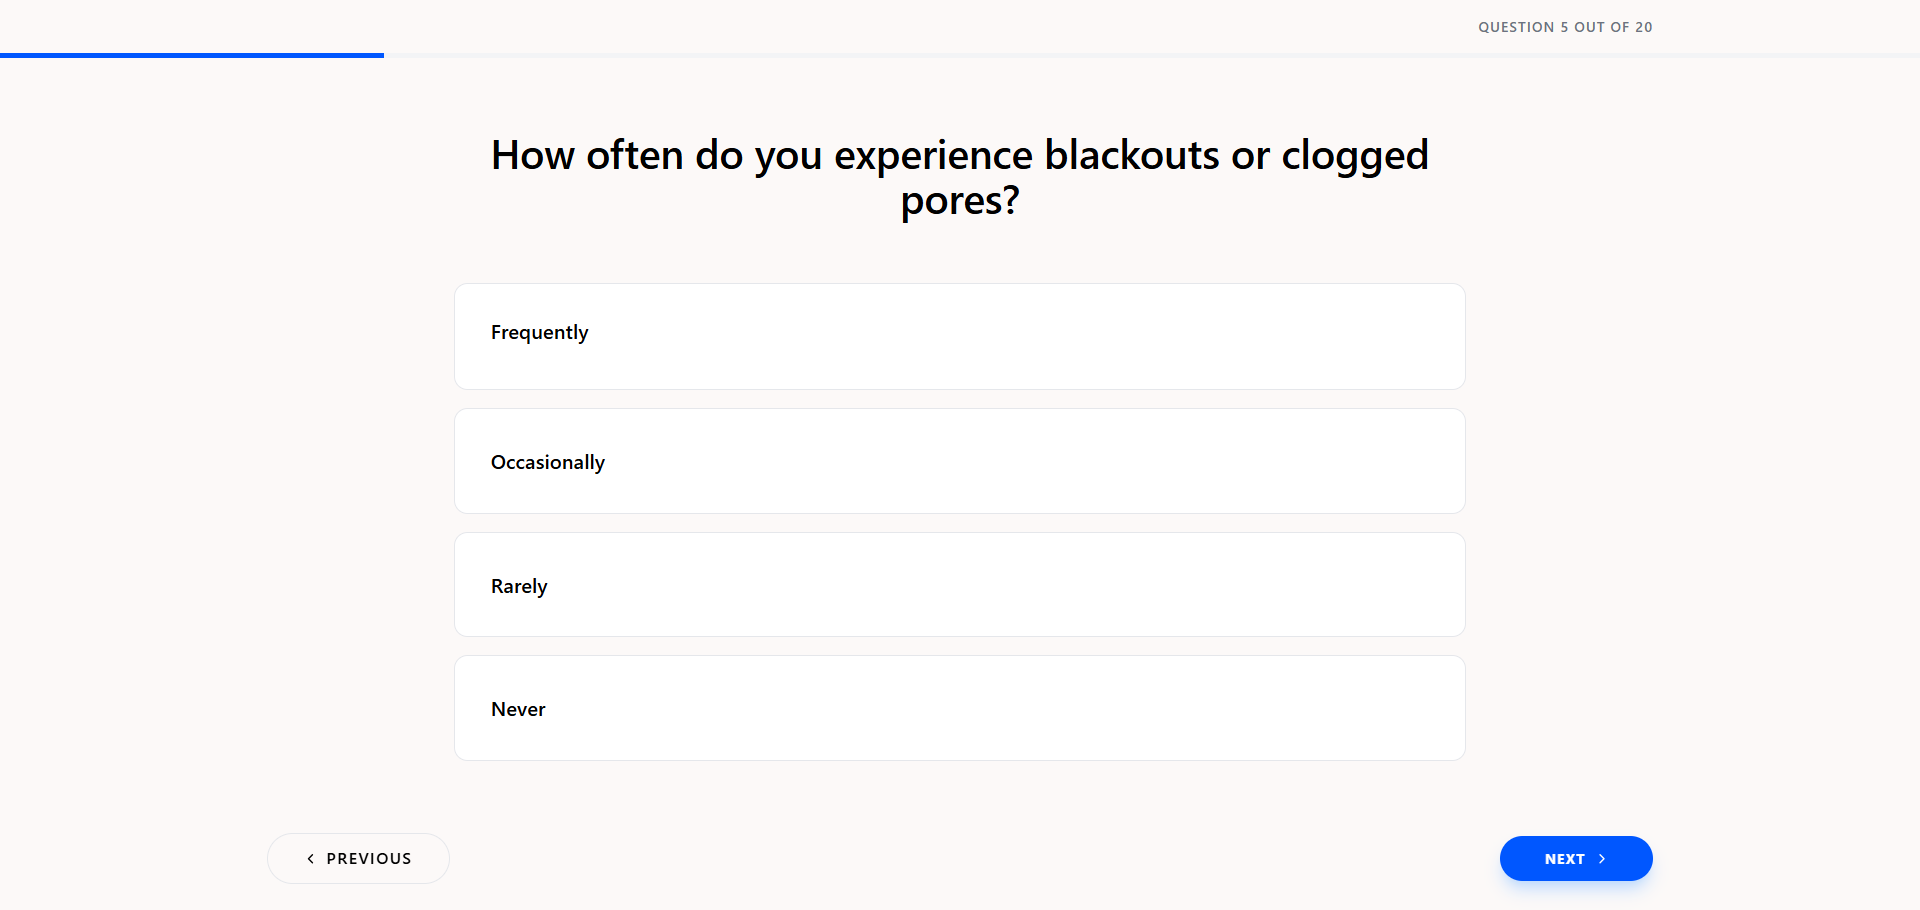 QUESTION 5 OUT OF 20
How often do you experience blackouts or clogged
pores?
Frequently
Occasionally
Rarely
Never
PREVIOUS
NEXT